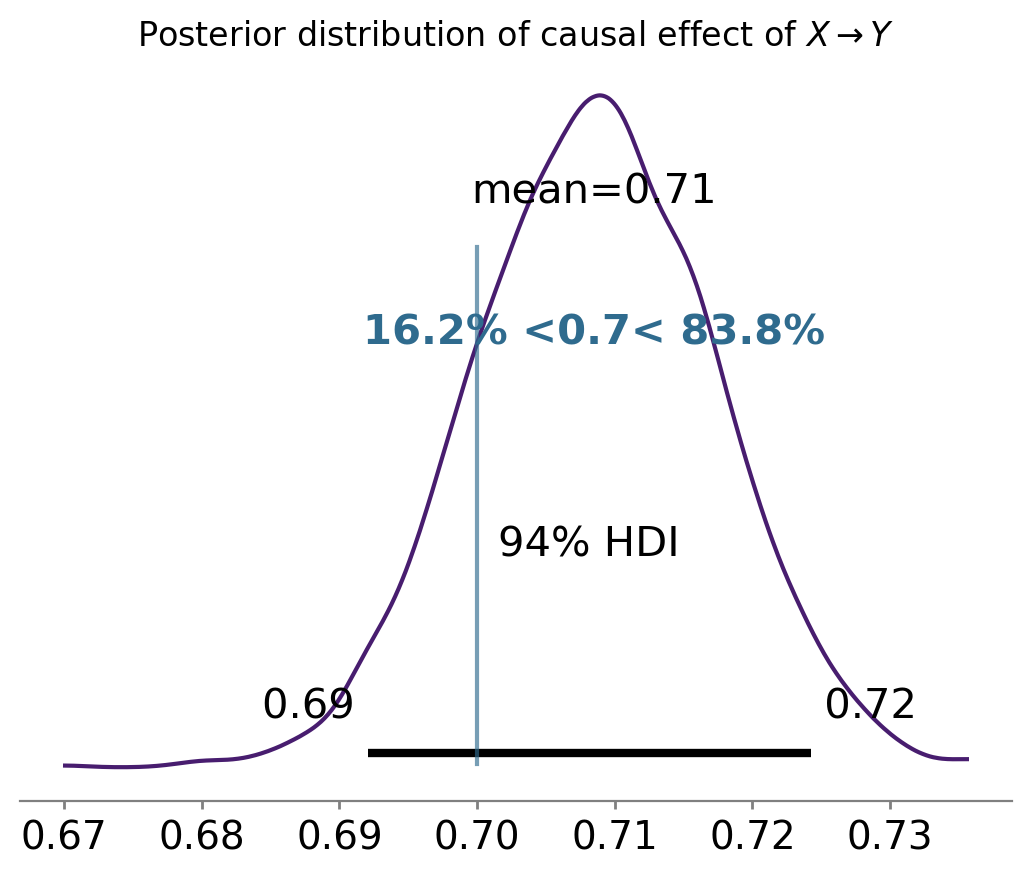 Posterior distribution of causal effect of X → Y
mean=0.71
16.2% <0.7< 83.8%
94% HDI
0.69 0.72
0.67 0.68 0.69 0.70 0.71 0.72 0.73